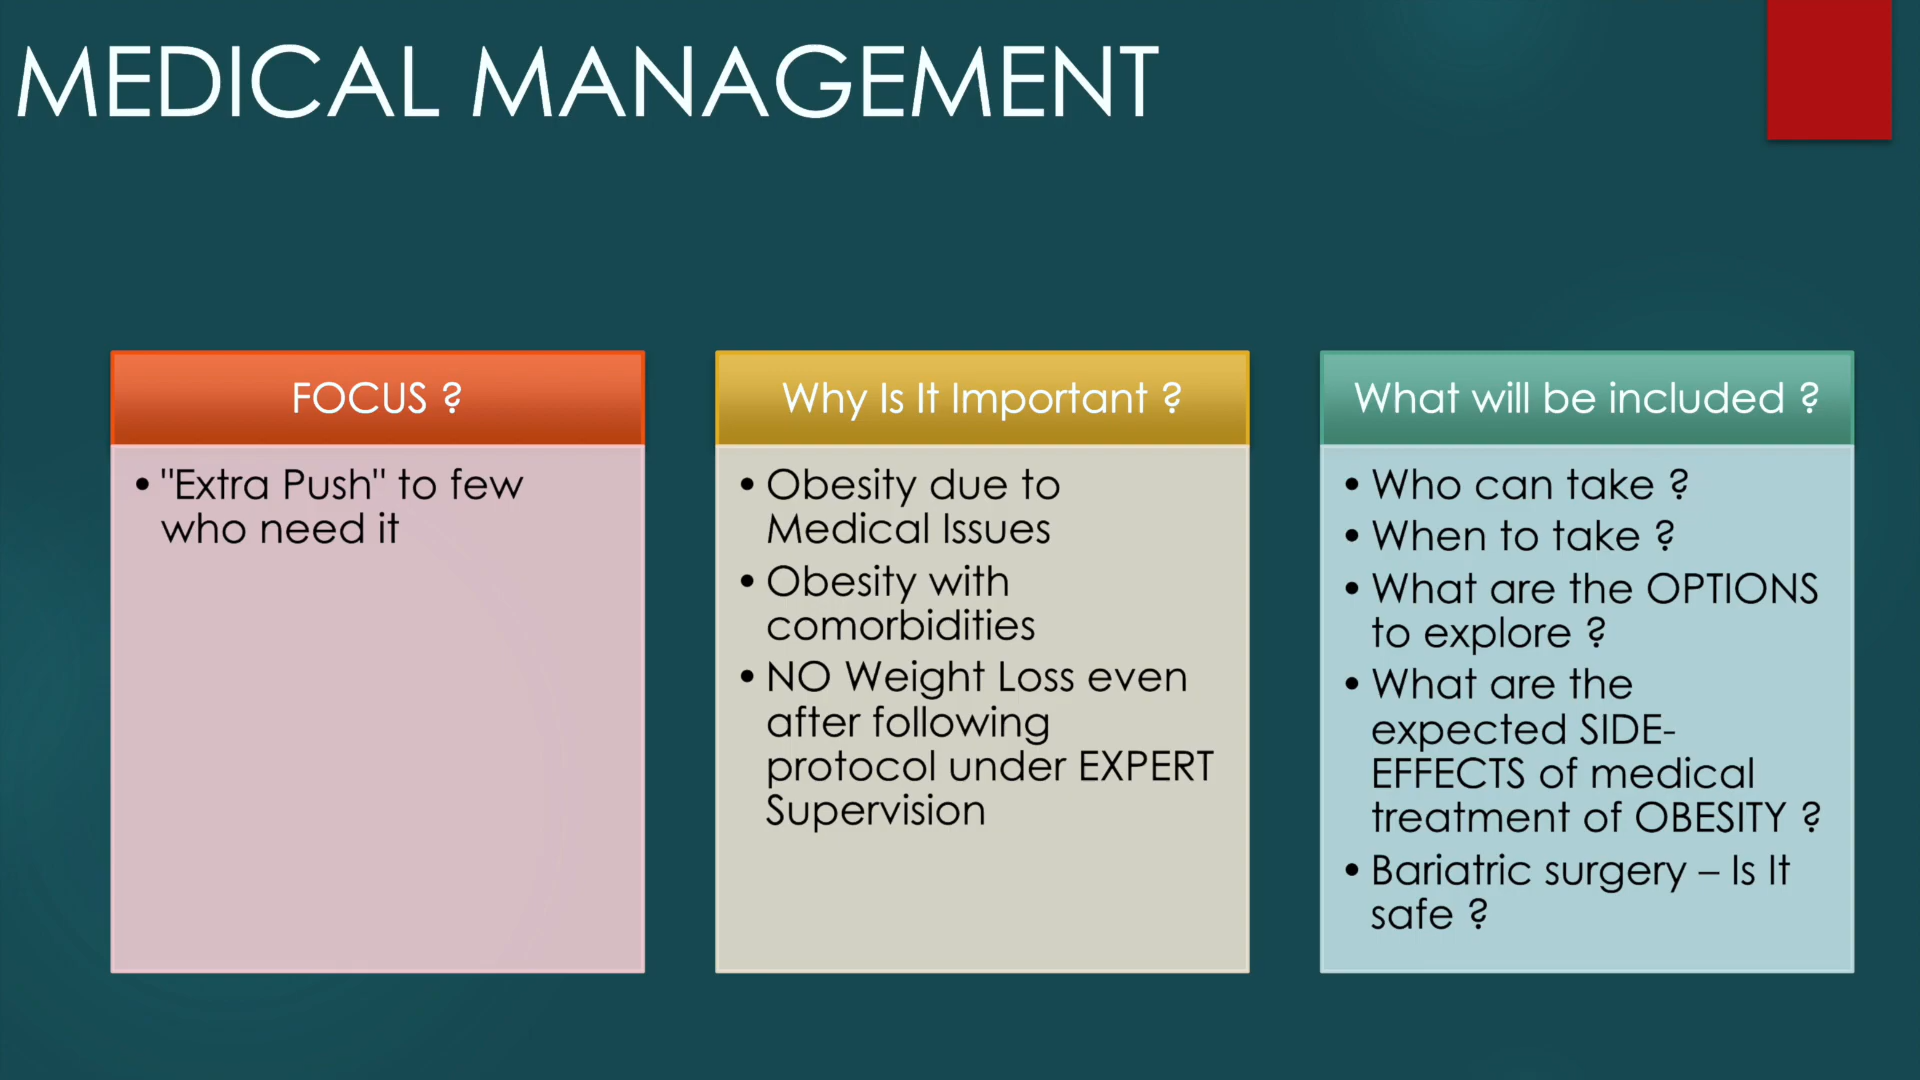 MEDICAL MANAGEMENT
FOCUS ?
• "Extra Push" to few
who need it
Why Is It Important ?
• Obesity due to
Medical Issues
• Obesity with
comorbidities
• NO Weight Loss even
after following
protocol under EXPERT
Supervision
What will be included ?
• Who can take ?
• When to take ?
• What are the OPTIONS
to explore ?
• What are the
expected SIDE-
EFFECTS of medical
treatment of OBESITY ?
• Bariatric surgery – Is It
safe ?